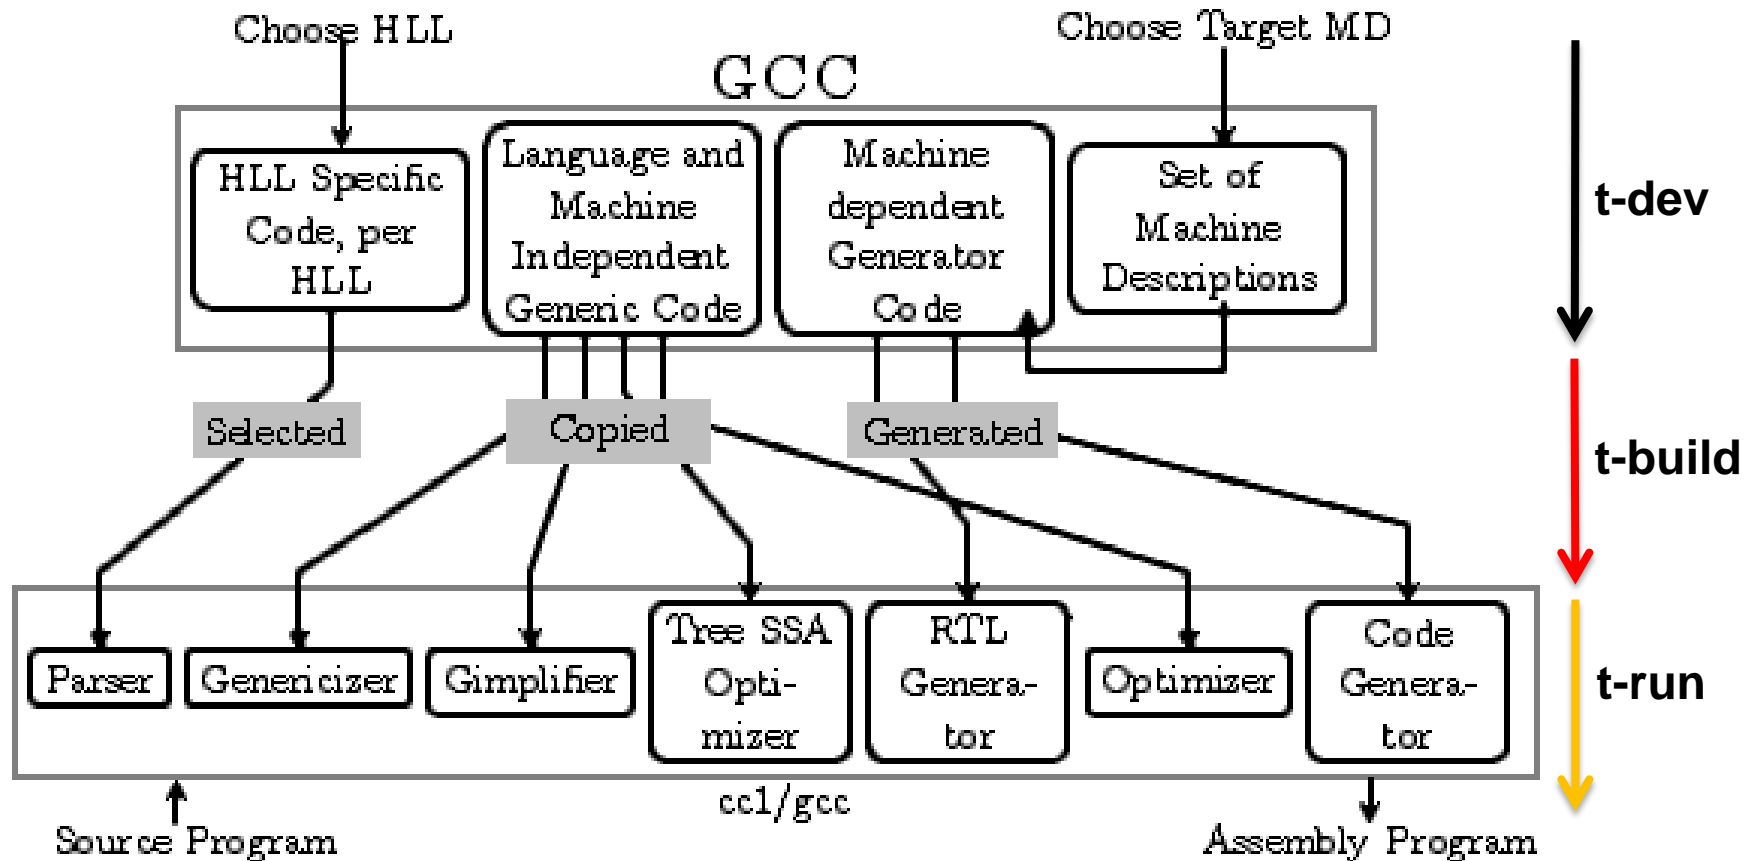 Choose HLL
Choose Target MD
GCC
HLL Specific
Code, per
HLL
Language and
Machine
Independent
Generic Code
Machine
dependent
Generator
Code
Set of
Machine
Descriptions
t-dev
Selected
Copied
Generated
t-build
Parser
Genericizer
Gimplifier
Tree SSA
Opti-
mizer
RTL
Genera-
tor
Optimizer
Code
Genera-
tor
t-run
cc1/gcc
Source Program
Assembly Program